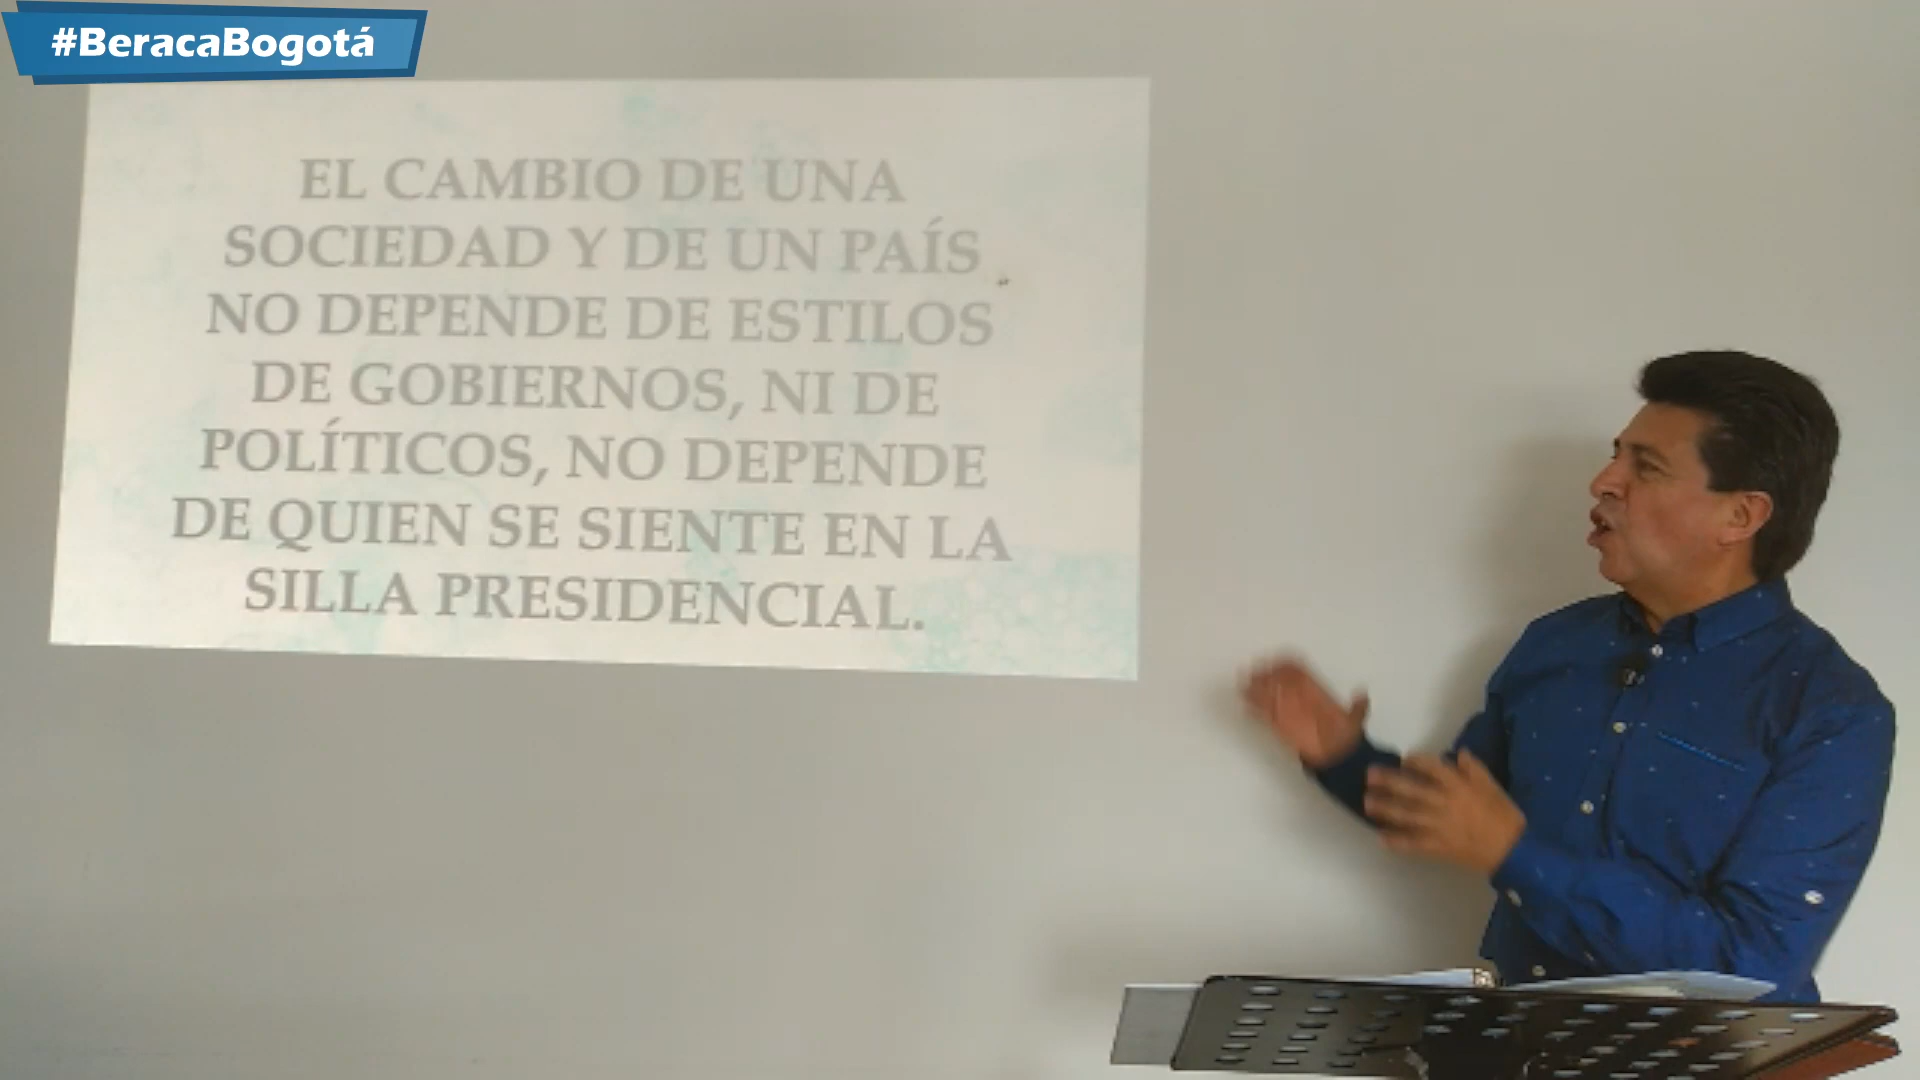 #BeracaBogotá
EL CAMBIO DE UNA
SOCIEDAD Y DE UN PAÍS
NO DEPENDE DE ESTILOS
DE GOBIERNOS, NI DE
POLÍTICOS, NO DEPENDE
DE QUIEN SE SIENTE EN LA
SILLA PRESIDENCIAL.